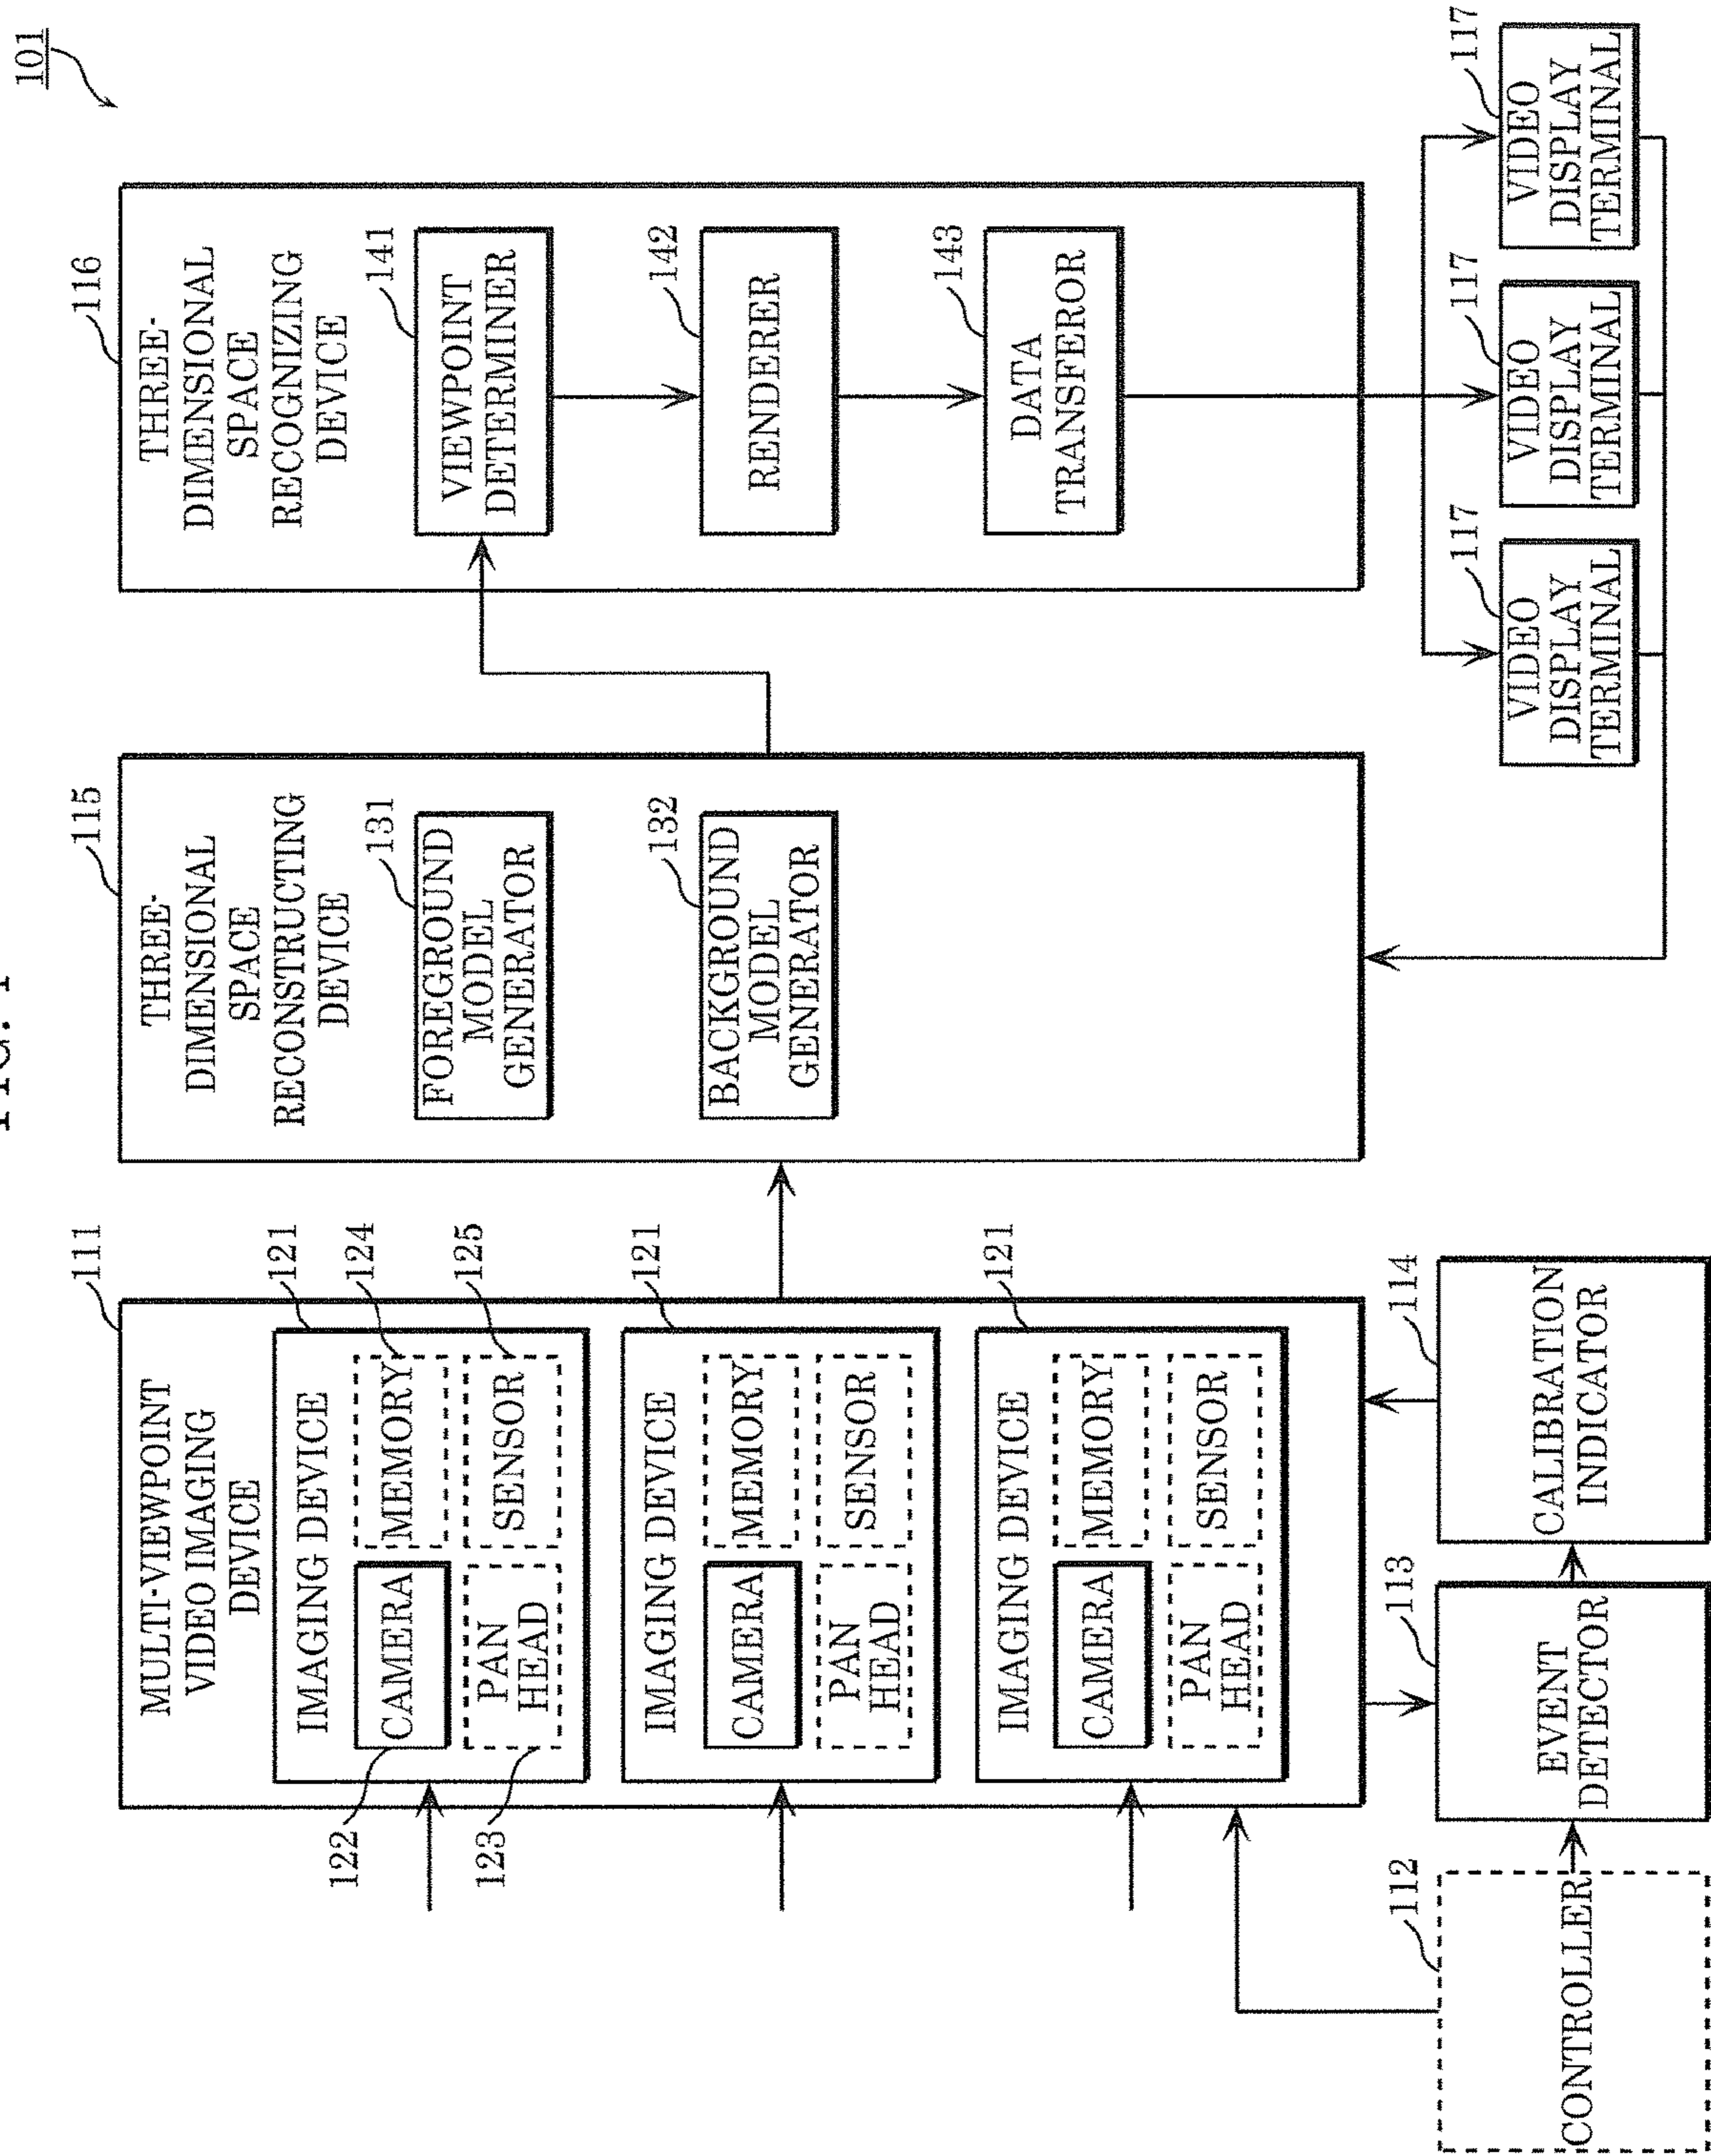 FIG. 1
101
111
MULTI-VIEWPOINT
VIDEO IMAGING
DEVICE
121
IMAGING DEVICE
122
CAMERA
MEMORY
124
123
PAN
HEAD
SENSOR
125
121
IMAGING DEVICE
CAMERA
MEMORY
PAN
HEAD
SENSOR
121
IMAGING DEVICE
CAMERA
MEMORY
PAN
HEAD
SENSOR
112
CONTROLLER
113
EVENT
DETECTOR
114
CALIBRATION
INDICATOR
115
THREE-
DIMENSIONAL
SPACE
RECONSTRUCTING
DEVICE
131
FOREGROUND
MODEL
GENERATOR
132
BACKGROUND
MODEL
GENERATOR
116
THREE-
DIMENSIONAL
SPACE
RECOGNIZING
DEVICE
141
VIEWPOINT
DETERMINER
142
RENDERER
143
DATA
TRANSFEROR
117
VIDEO
DISPLAY
TERMINAL
117
VIDEO
DISPLAY
TERMINAL
117
VIDEO
DISPLAY
TERMINAL